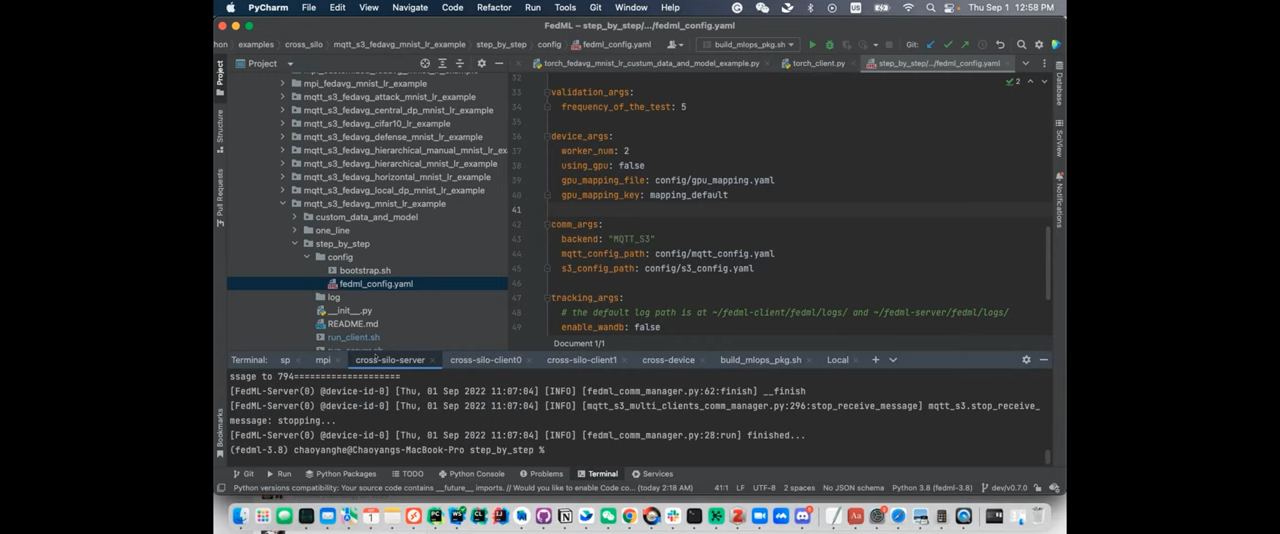 PyCharm File Edit View Navigate Code Refactor Run Tools Git Window Help US Thu Sep 1 12:58 PM
FedML – step_by_step/.../fedml_config.yaml
examples cross_silo mqtt_s3_fedavg_mnist_lr_example step_by_step config fedml_config.yaml build_mlops_pkg.sh Git:
Project torch_fedavg_mnist_lr_custum_data_and_model_example.py torch_client.py step_by_step/.../fedml_config.yaml
Project
Structure
Pull Requests
Bookmarks
Database
SciView
Notifications
mpi_fedavg_mnist_lr_example
mqtt_s3_fedavg_attack_mnist_lr_example
mqtt_s3_fedavg_central_dp_mnist_lr_example
mqtt_s3_fedavg_cifar10_lr_example
mqtt_s3_fedavg_defense_mnist_lr_example
mqtt_s3_fedavg_hierarchical_manual_mnist_lr_ex
mqtt_s3_fedavg_hierarchical_mnist_lr_example
mqtt_s3_fedavg_horizontal_mnist_lr_example
mqtt_s3_fedavg_local_dp_mnist_lr_example
mqtt_s3_fedavg_mnist_lr_example
custom_data_and_model
one_line
step_by_step
config
bootstrap.sh
fedml_config.yaml
log
__init__.py
README.md
run_client.sh
2
32
33 validation_args:
34 frequency_of_the_test: 5
35
36 device_args:
37 worker_num: 2
38 using_gpu: false
39 gpu_mapping_file: config/gpu_mapping.yaml
40 gpu_mapping_key: mapping_default
41
42 comm_args:
43 backend: "MQTT_S3"
44 mqtt_config_path: config/mqtt_config.yaml
45 s3_config_path: config/s3_config.yaml
46
47 tracking_args:
48 # the default log path is at ~/fedml-client/fedml/logs/ and ~/fedml-server/fedml/logs/
49 enable_wandb: false
Document 1/1
Terminal: sp mpi cross-silo-server cross-silo-client0 cross-silo-client1 cross-device build_mlops_pkg.sh Local
ssage to 794====================
[FedML-Server(0) @device-id-0] [Thu, 01 Sep 2022 11:07:04] [INFO] [fedml_comm_manager.py:62:finish] __finish
[FedML-Server(0) @device-id-0] [Thu, 01 Sep 2022 11:07:04] [INFO] [mqtt_s3_multi_clients_comm_manager.py:296:stop_receive_message] mqtt_s3.stop_receive_
message: stopping...
[FedML-Server(0) @device-id-0] [Thu, 01 Sep 2022 11:07:04] [INFO] [fedml_comm_manager.py:28:run] finished...
(fedml-3.8) chaoyanghe@Chaoyangs-MacBook-Pro step_by_step %
Git Run Python Packages TODO Python Console Problems Terminal Services
Python versions compatibility: Your source code contains __future__ imports. // Would you like to enable Code co... (today 2:18 AM) 41:1 LF UTF-8 2 spaces No JSON schema Python 3.8 (fedml-3.8) dev/v0.7.0